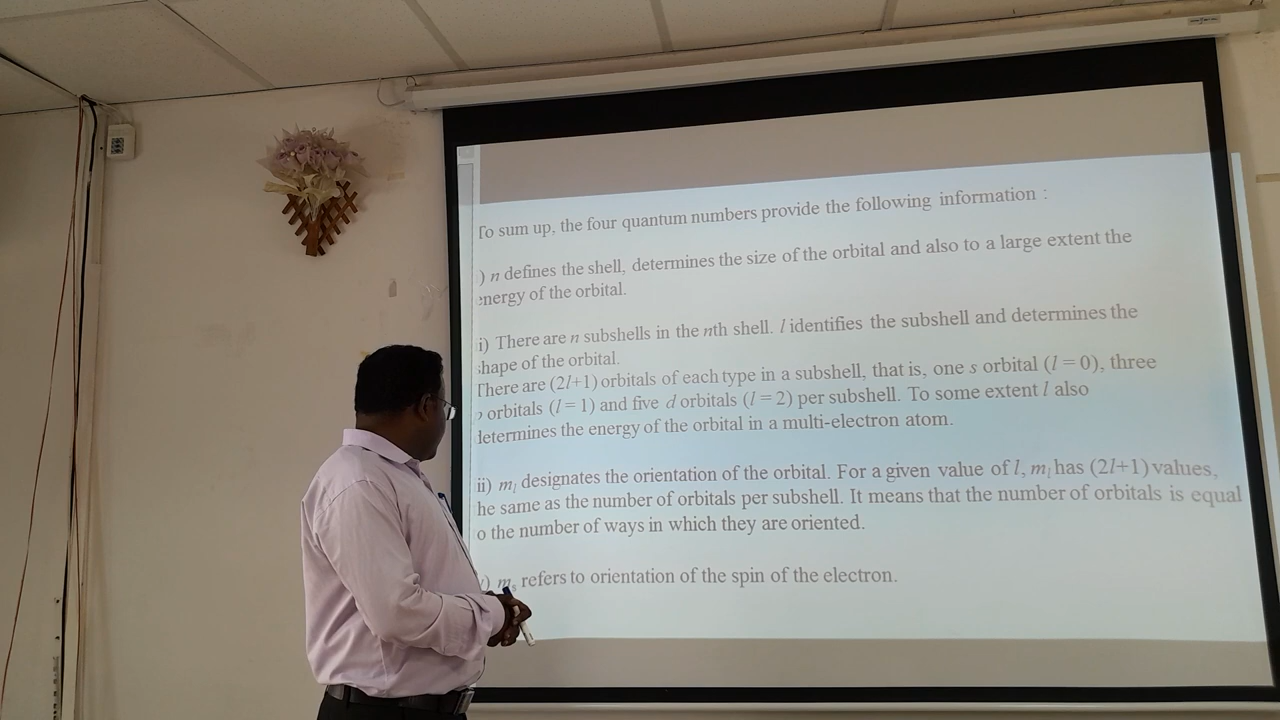 To sum up, the four quantum numbers provide the following information :
) n defines the shell, determines the size of the orbital and also to a large extent the
energy of the orbital.
i) There are n subshells in the nth shell. l identifies the subshell and determines the
shape of the orbital.
There are (2l+1) orbitals of each type in a subshell, that is, one s orbital (l = 0), three
p orbitals (l = 1) and five d orbitals (l = 2) per subshell. To some extent l also
determines the energy of the orbital in a multi-electron atom.
ii) mₗ designates the orientation of the orbital. For a given value of l, mₗ has (2l+1) values,
he same as the number of orbitals per subshell. It means that the number of orbitals is equal
o the number of ways in which they are oriented.
) mₛ refers to orientation of the spin of the electron.